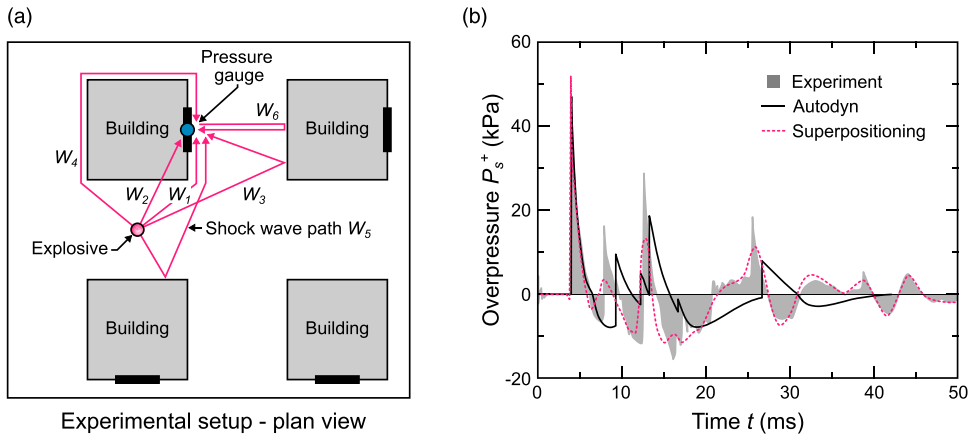 (a)
Pressure
gauge
Building
Building
W6
W4
W2
W1
W3
Explosive
Shock wave path W5
Building
Building
Experimental setup - plan view
(b)
60
40
20
0
-20
Overpressure Ps+ (kPa)
Experiment
Autodyn
Superpositioning
0
10
20
30
40
50
Time t (ms)